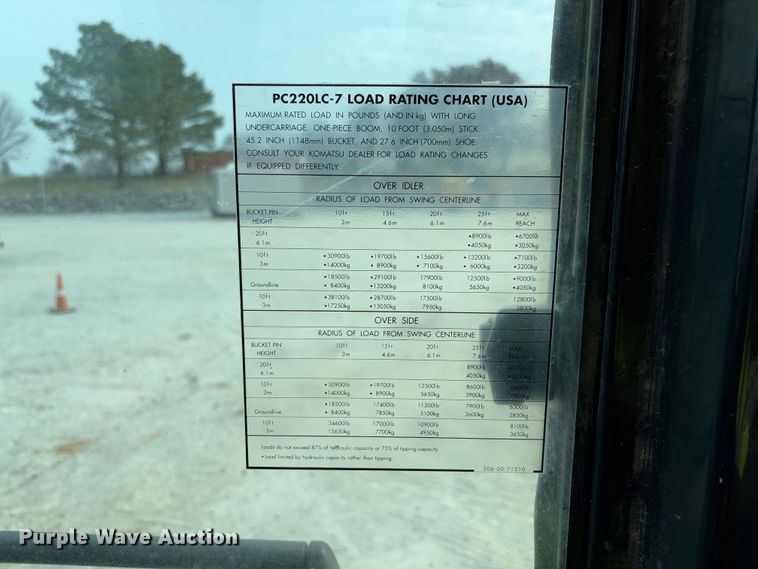 PC220LC-7 LOAD RATING CHART (USA)
MAXIMUM RATED LOAD IN POUNDS (AND IN kg) WITH LONG
UNDERCARRIAGE. ONE-PIECE BOOM, 10 FOOT (3.050m) STICK.
45.2 INCH (1148mm) BUCKET, AND 27.6 INCH (700mm) SHOE
CONSULT YOUR KOMATSU DEALER FOR LOAD RATING CHANGES
IF EQUIPPED DIFFERENTLY
OVER IDLER
RADIUS OF LOAD FROM SWING CENTERLINE
BUCKET PIN 10ft 15ft 20ft 25ft MAX
HEIGHT 3m 4.6m 6.1m 7.6m REACH
20ft •8900lb •6700lb
6.1m •4050kg •3050kg
10ft •30900lb •19700lb •15600lb •13200lb •7100lb
3m •14000kg • 8900kg • 7100kg • 6000kg •3200kg
•18500lb •29100lb 17900lb 12500lb •9000lb
Groundline • 8400kg •13200kg 8100kg 5650kg •4050kg
-10ft •38100lb •28700lb 17500lb 12800lb
-3m •17250kg •13050kg 7950kg 5800kg
OVER SIDE
RADIUS OF LOAD FROM SWING CENTERLINE
BUCKET PIN 10ft 15ft 20ft 25ft MAX
HEIGHT 3m 4.6m 6.1m 7.6m REACH
20ft 8900lb
6.1m 4050kg
10ft •30900lb •19700lb 12500lb 8600lb
3m •14000kg • 8900kg 5650kg 3900kg
•18500lb 17400lb 11200lb 7900lb 6300lb
Groundline • 8400kg 7850kg 5100kg 3600kg 2850kg
10ft 34600lb 17000lb 10900lb 8100lb
3m 15650kg 7700kg 4950kg 3650kg
Loads do not exceed 87% of hydraulic capacity or 75% of tipping capacity
•Load limited by hydraulic capacity rather than tipping
206-00-71210
Purple Wave Auction